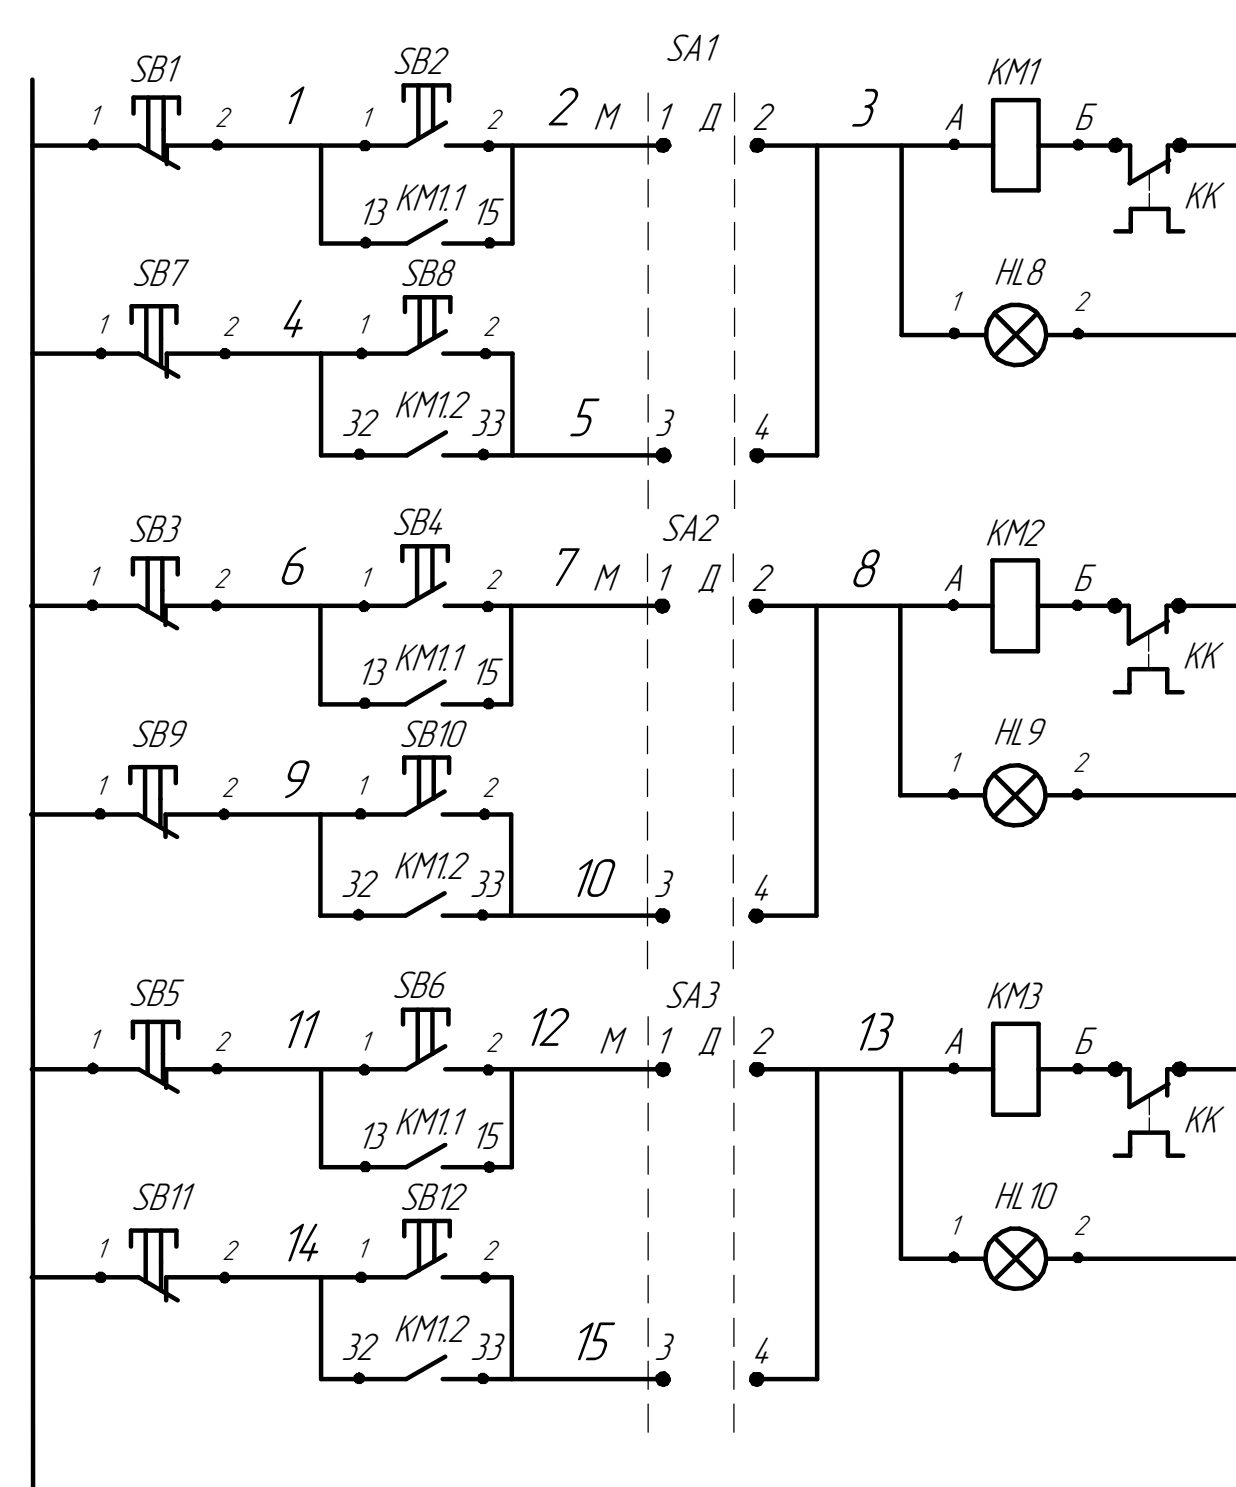 SB1 SB2 SA1 KM1
1 2 1 1 2 2 М 1 Д 2 3 А Б
13 KM1.1 15 KK
SB7 SB8 HL8
1 2 4 1 2 1 2
32 KM1.2 33 5 3 4
SB3 SB4 SA2 KM2
1 2 6 1 2 7 М 1 Д 2 8 А Б
13 KM1.1 15 KK
SB9 SB10 HL9
1 2 9 1 2 1 2
32 KM1.2 33 10 3 4
SB5 SB6 SA3 KM3
1 2 11 1 2 12 М 1 Д 2 13 А Б
13 KM1.1 15 KK
SB11 SB12 HL10
1 2 14 1 2 1 2
32 KM1.2 33 15 3 4